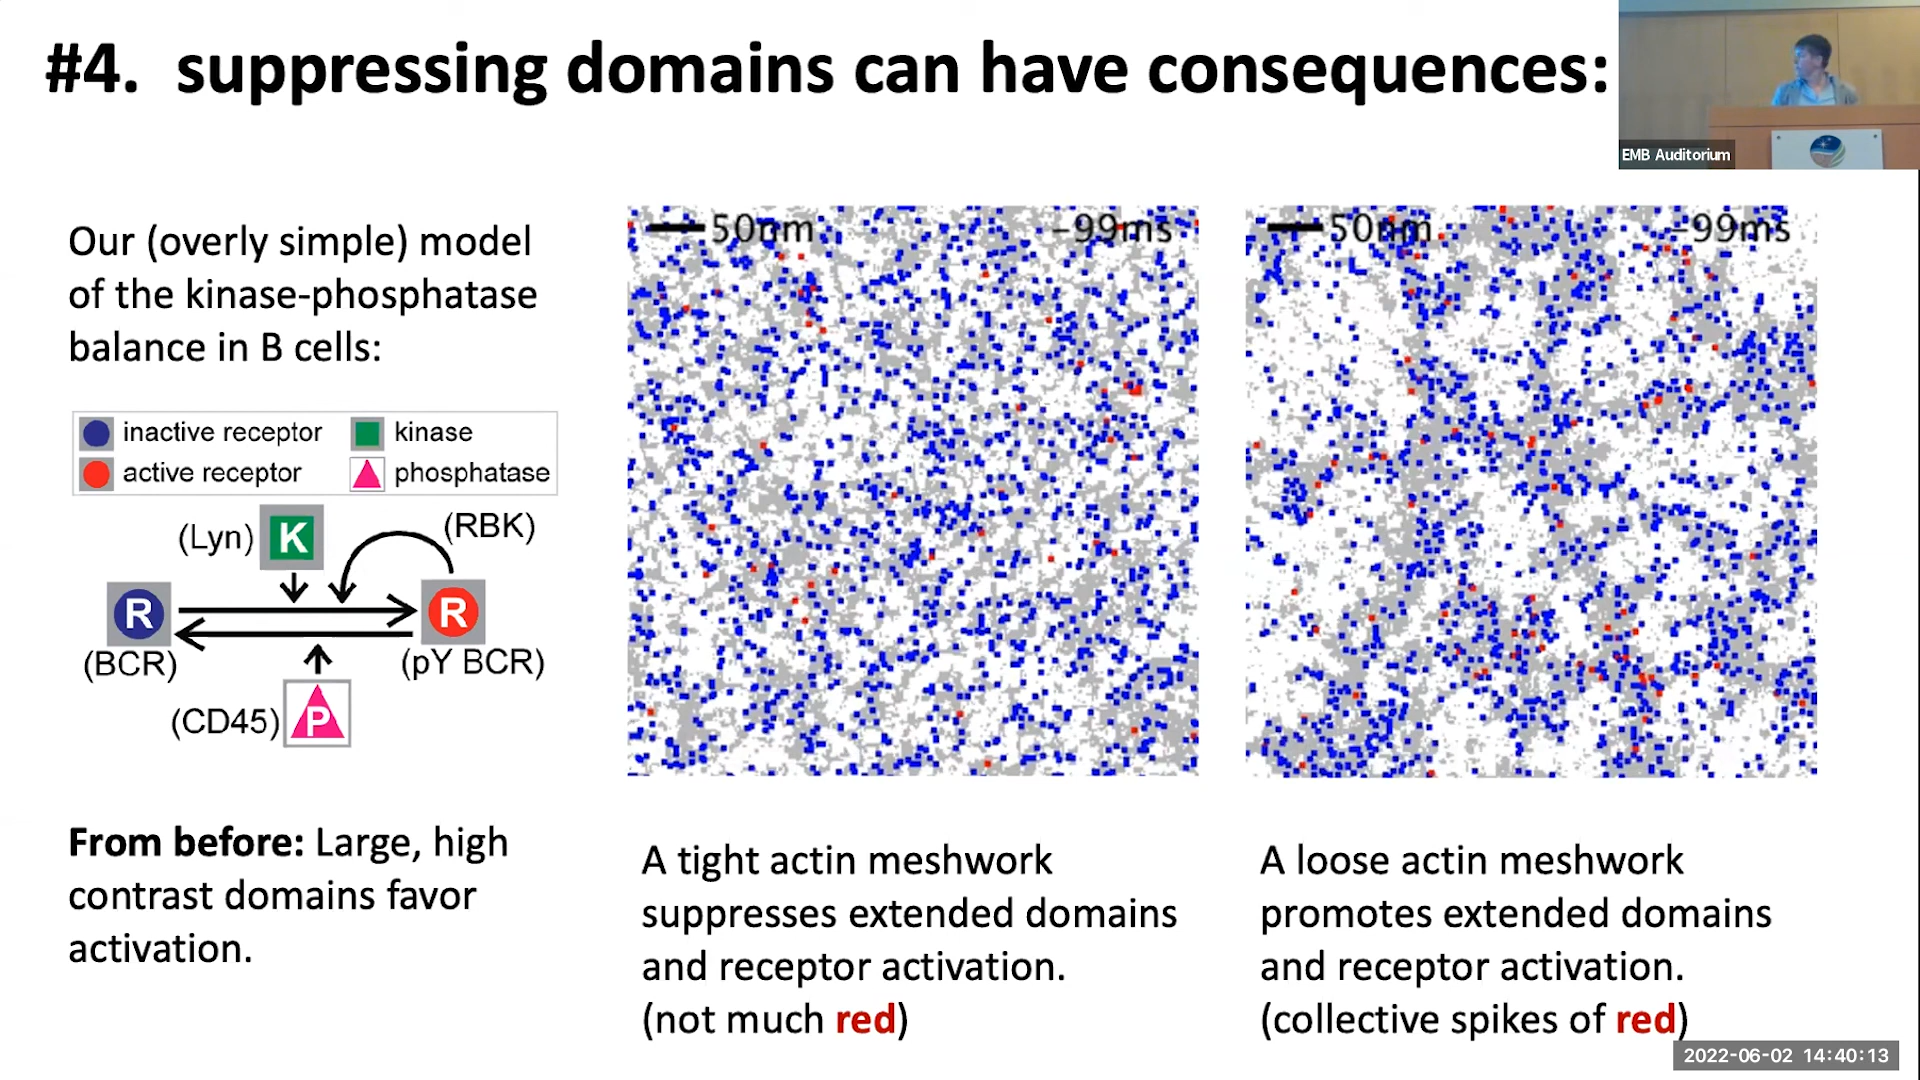 #4. suppressing domains can have consequences:
EMB Auditorium
Our (overly simple) model
of the kinase-phosphatase
balance in B cells:
inactive receptor
kinase
active receptor
phosphatase
(Lyn)
K
(RBK)
R
R
(BCR)
(pY BCR)
(CD45)
P
From before: Large, high
contrast domains favor
activation.
50nm
-99ms
A tight actin meshwork
suppresses extended domains
and receptor activation.
(not much red)
50nm
-99ms
A loose actin meshwork
promotes extended domains
and receptor activation.
(collective spikes of red)
2022-06-02 14:40:13